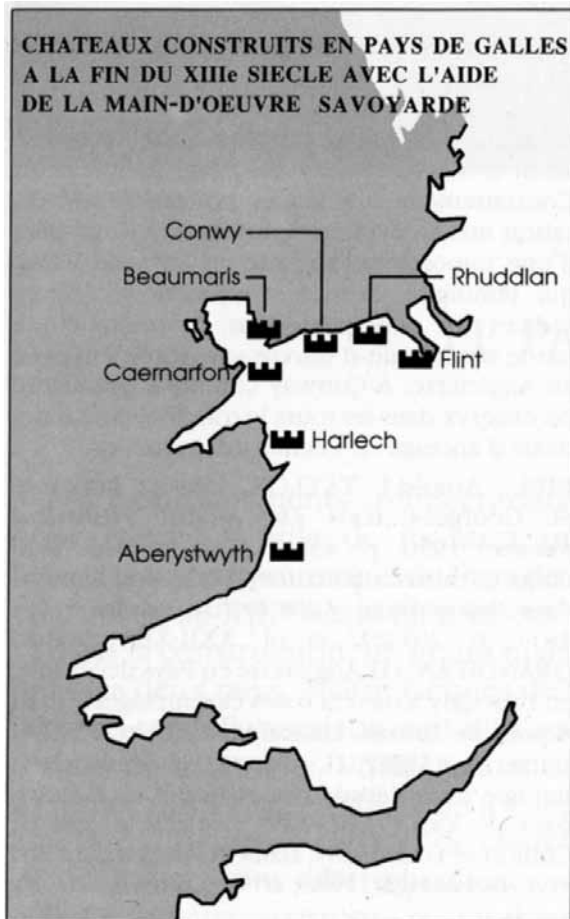 CHATEAUX CONSTRUITS EN PAYS DE GALLES
A LA FIN DU XIIIe SIECLE AVEC L'AIDE
DE LA MAIN-D'OEUVRE SAVOYARDE
Conwy
Beaumaris
Rhuddlan
Caernarfon
Flint
Harlech
Aberystwyth